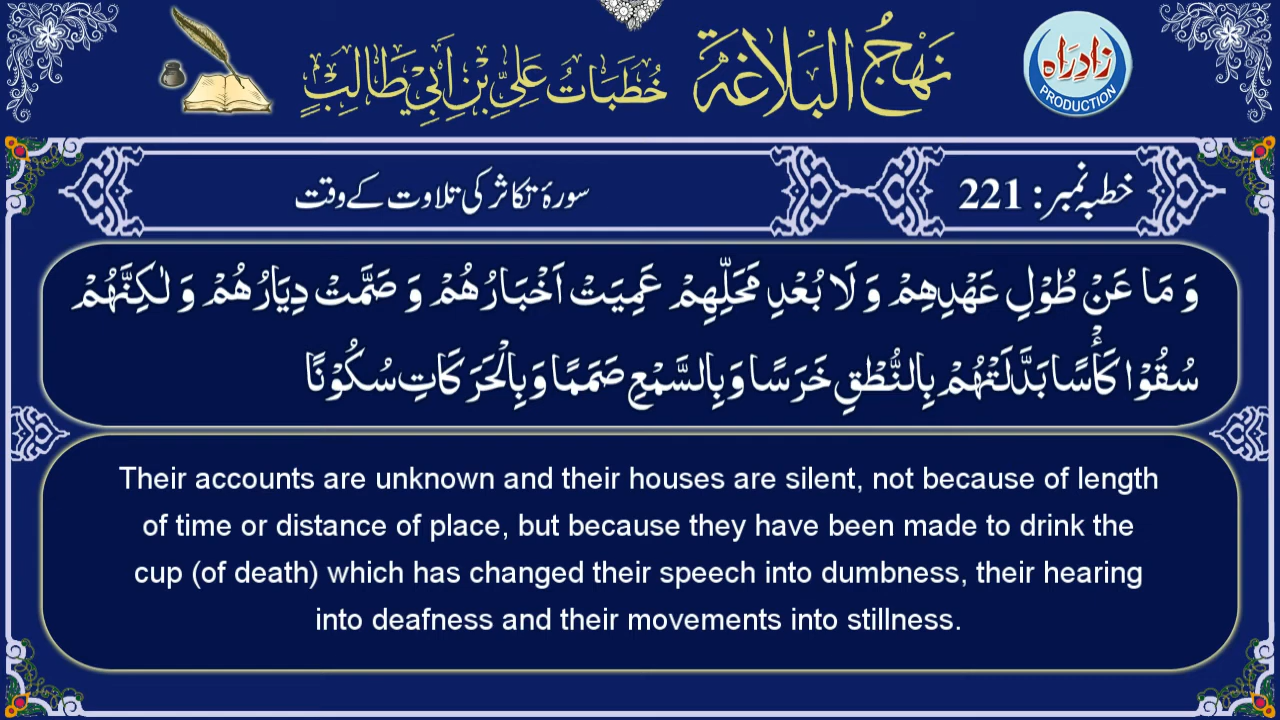 نَهْجُ الْبَلَاغَة خُطَبَاتُ عَلِيِّ بْنِ اَبِي طَالِبٍ
زادِ رَاہ
PRODUCTION
خطبہ نمبر: 221
سورۂ تکاثر کی تلاوت کے وقت
وَ مَا عَنْ طُوْلِ عَهْدِهِمْ وَ لَا بُعْدِ مَحَلِّهِمْ عَمِيَتْ اَخْبَارُهُمْ وَ صَمَّتْ دِيَارُهُمْ وَ لٰكِنَّهُمْ
سُقُوْا كَأْسًا بَدَّلَتْهُمْ بِالنُّطْقِ خَرَسًا وَبِالسَّمْعِ صَمَمًا وَبِالْحَرَكَاتِ سُكُوْنًا
Their accounts are unknown and their houses are silent, not because of length
of time or distance of place, but because they have been made to drink the
cup (of death) which has changed their speech into dumbness, their hearing
into deafness and their movements into stillness.